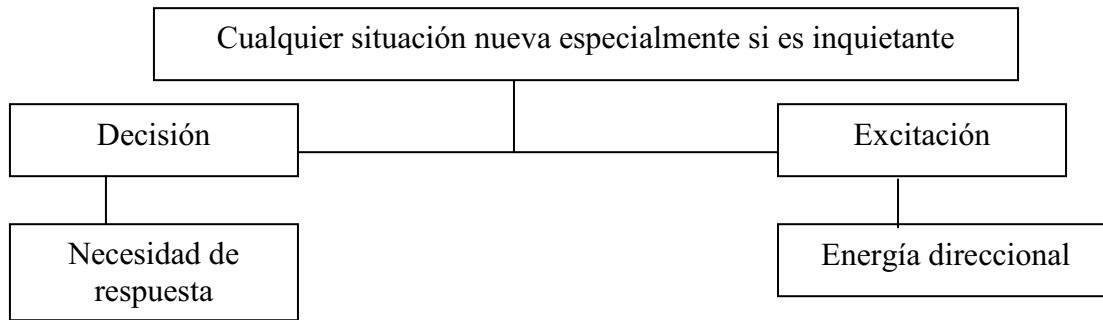 Cualquier situación nueva especialmente si es inquietante
Decisión
Excitación
Necesidad de
respuesta
Energía direccional